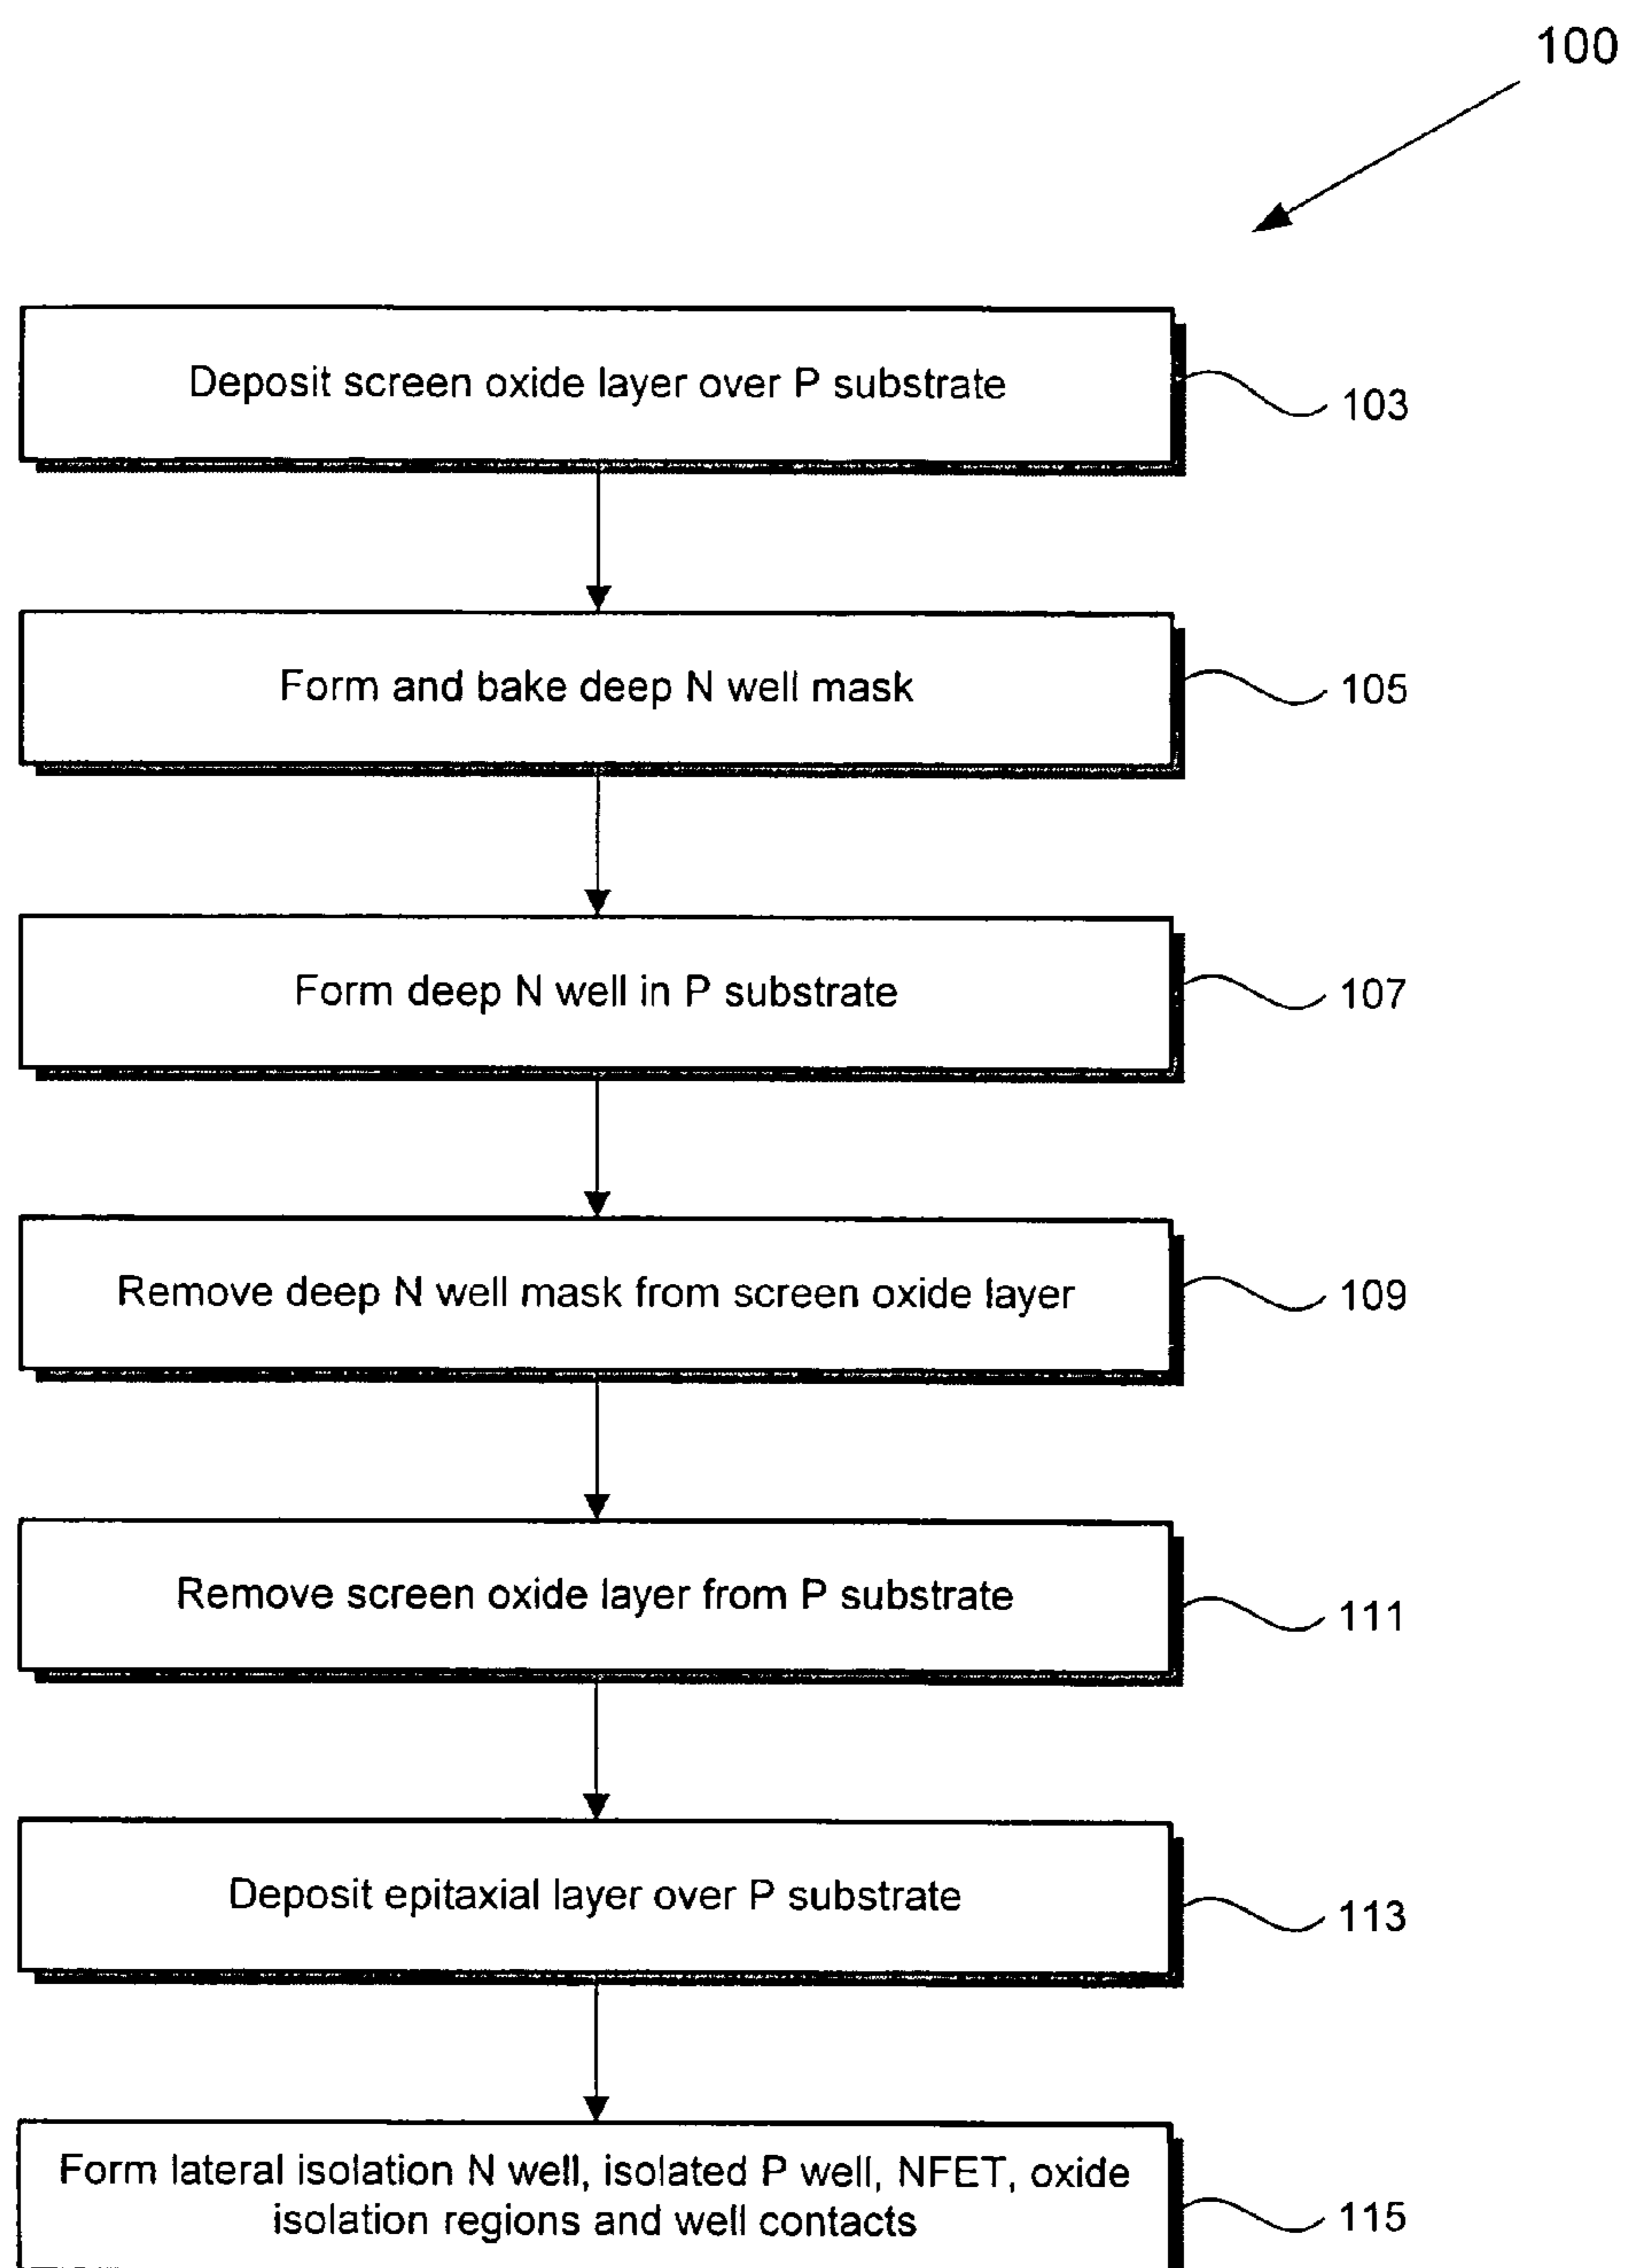 100
Deposit screen oxide layer over P substrate
103
Form and bake deep N well mask
105
Form deep N well in P substrate
107
Remove deep N well mask from screen oxide layer
109
Remove screen oxide layer from P substrate
111
Deposit epitaxial layer over P substrate
113
Form lateral isolation N well, isolated P well, NFET, oxide
isolation regions and well contacts
115